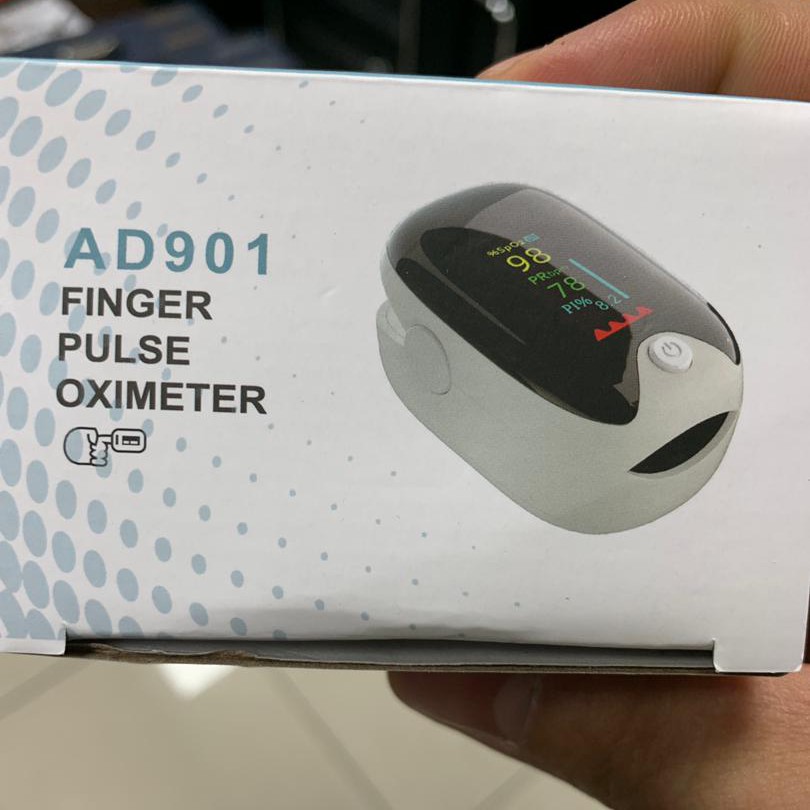 AD901
FINGER
PULSE
OXIMETER
%SpO2
98
PRbpm
78
PI% 8.2